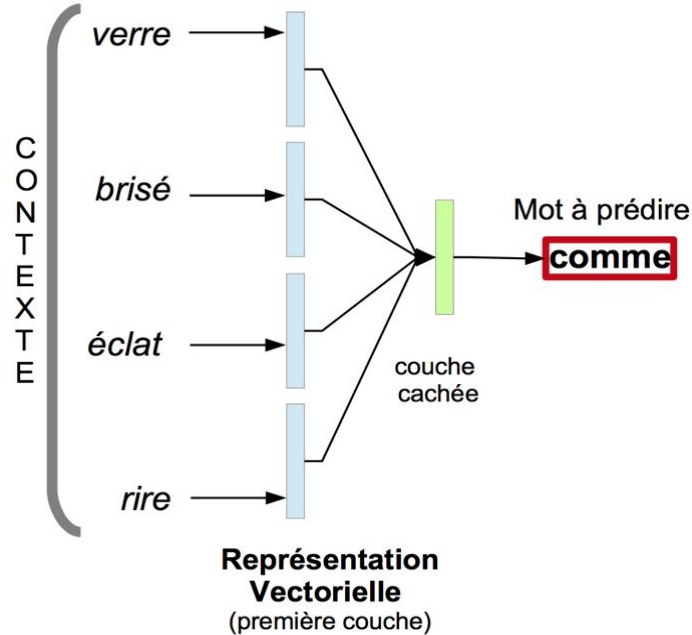 CONTEXTE
verre
brisé
éclat
rire
Mot à prédire
comme
couche
cachée
Représentation
Vectorielle
(première couche)